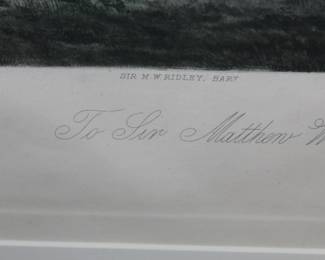 SIR M.W RIDLEY, BART
To Sir Matthew W